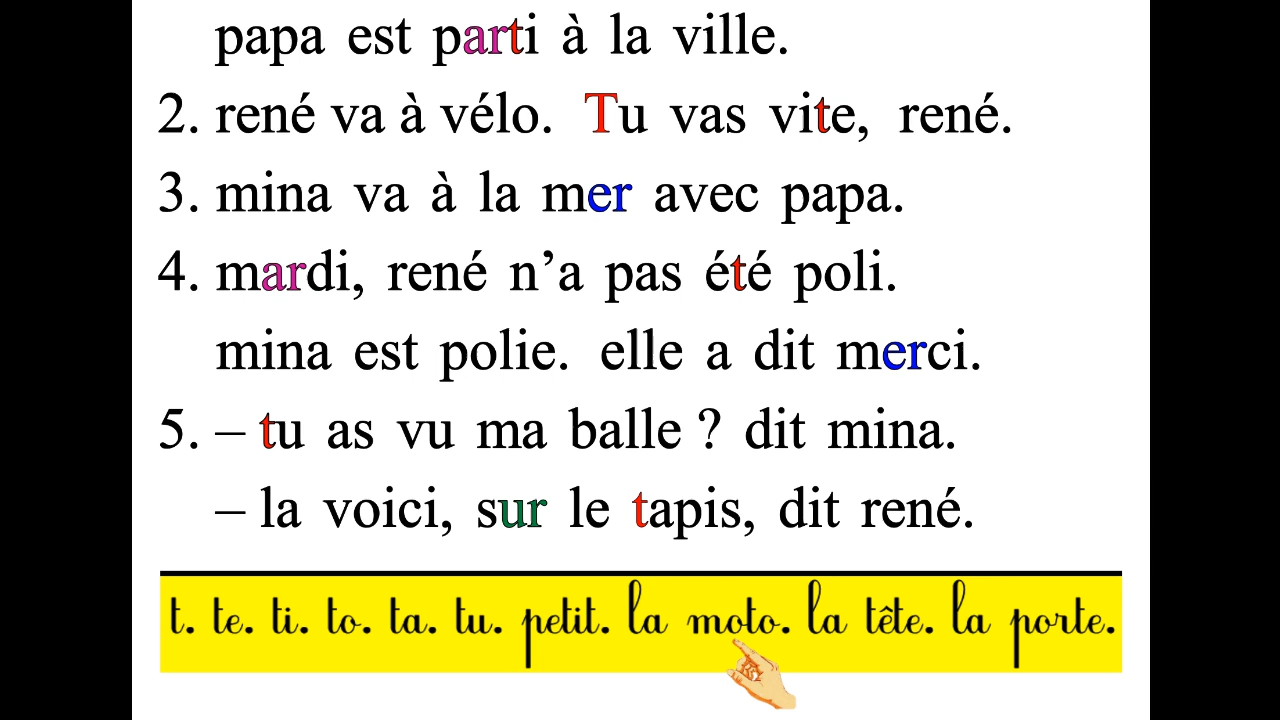 papa est parti à la ville.
2. rené va à vélo. Tu vas vite, rené.
3. mina va à la mer avec papa.
4. mardi, rené n’a pas été poli.
mina est polie. elle a dit merci.
5. – tu as vu ma balle ? dit mina.
– la voici, sur le tapis, dit rené.
t. te. ti. to. ta. tu. petit. la moto. la tête. la porte.